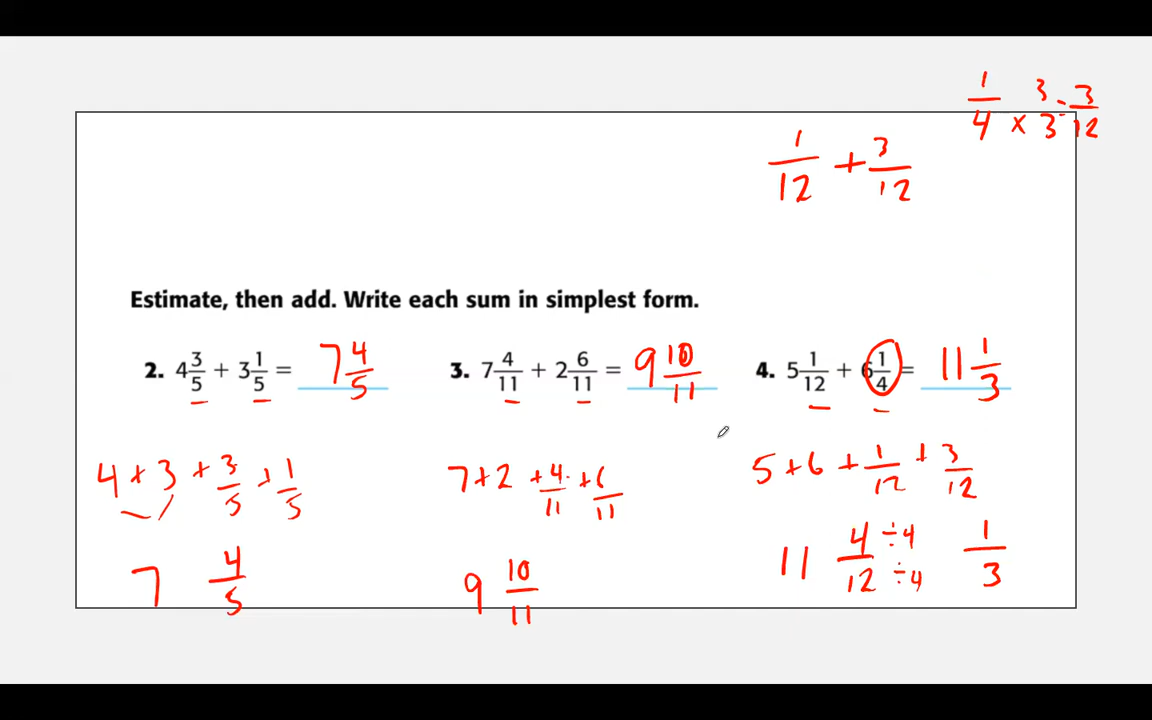 1/4 × 3/3 = 3/12
1/12 + 3/12
Estimate, then add. Write each sum in simplest form.
2. 4 3/5 + 3 1/5 = 7 4/5
3. 7 4/11 + 2 6/11 = 9 10/11
4. 5 1/12 + 6 1/4 = 11 1/3
4 + 3 + 3/5 + 1/5
7 4/5
7 + 2 + 4/11 + 6/11
9 10/11
5 + 6 + 1/12 + 3/12
11 4/12 ÷4 ÷4 1/3